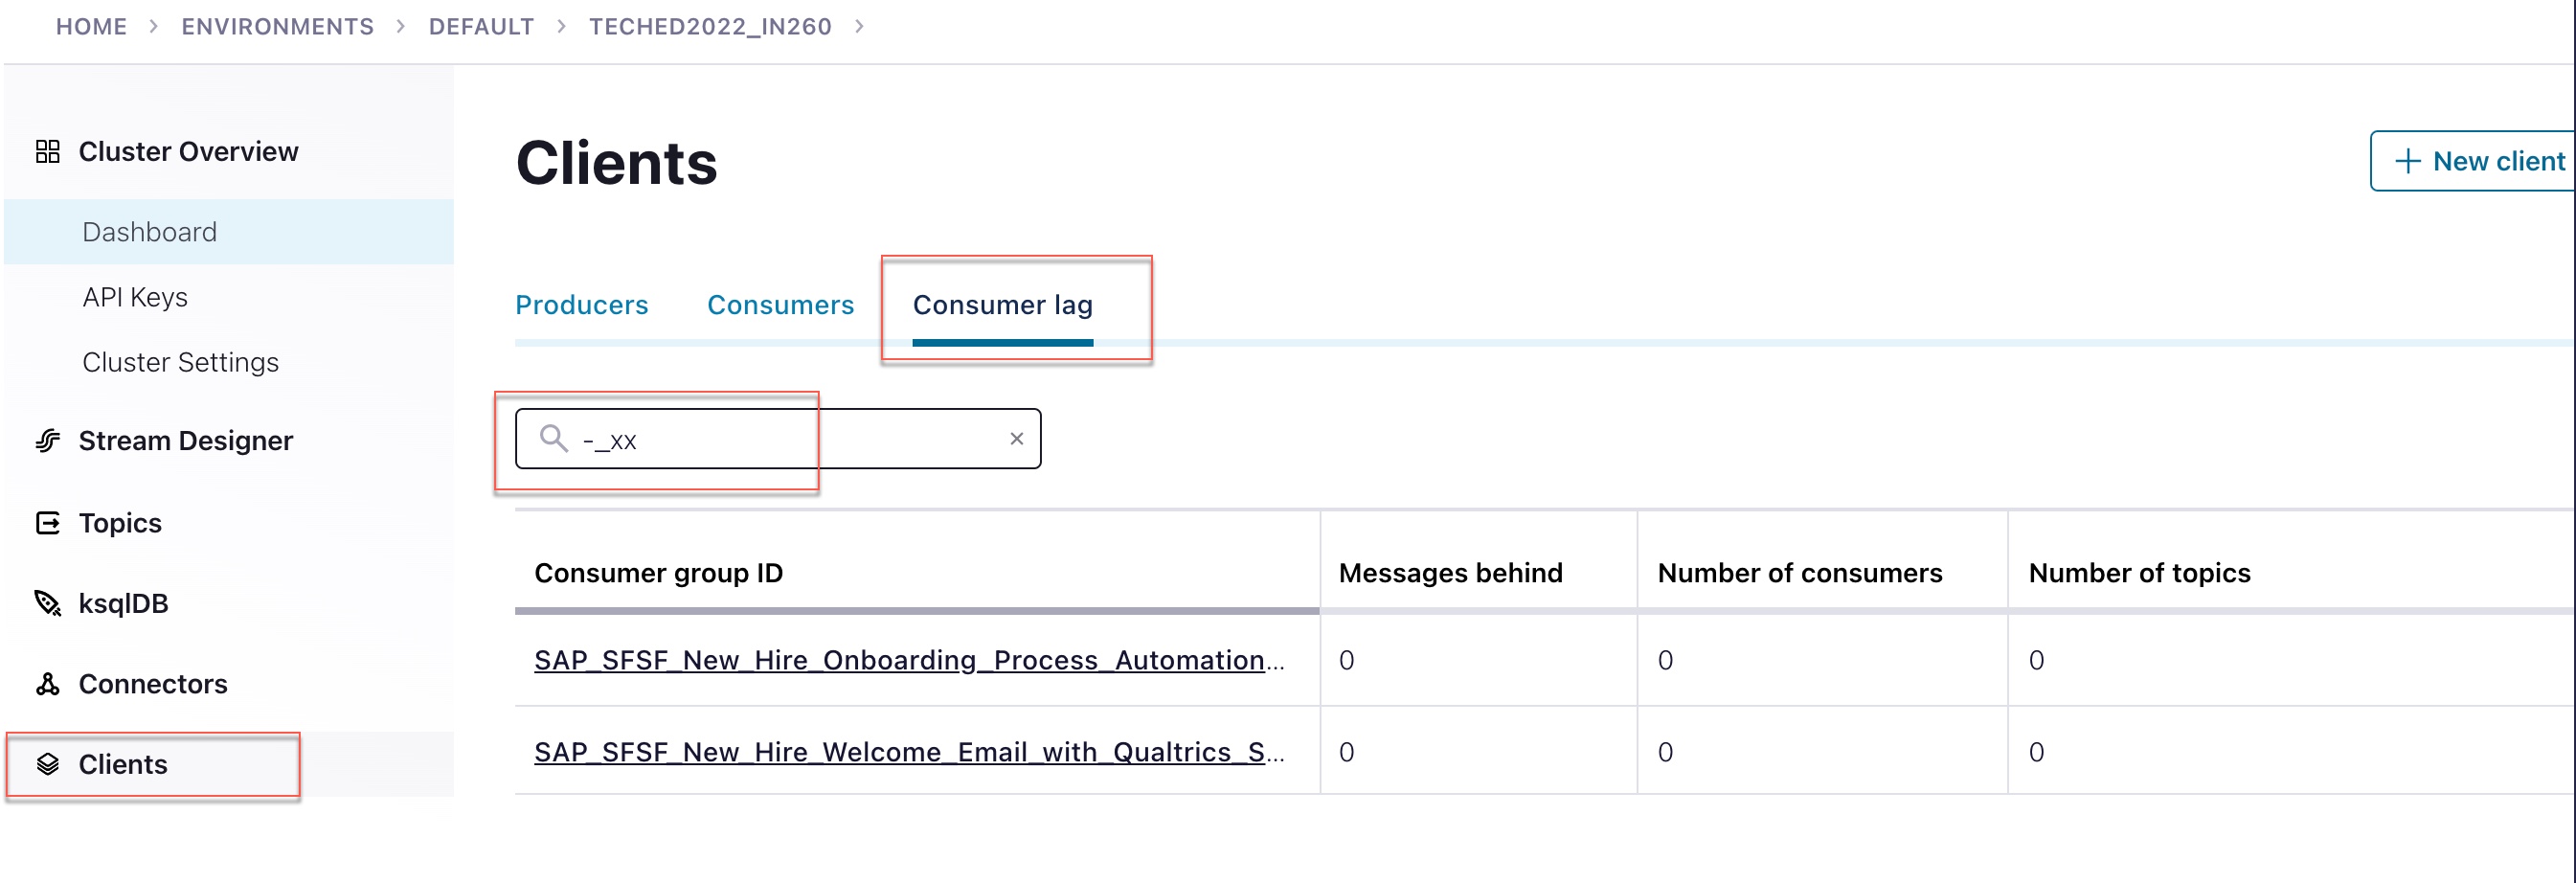 HOME > ENVIRONMENTS > DEFAULT > TECHED2022_IN260 >
Cluster Overview
Dashboard
API Keys
Cluster Settings
Stream Designer
Topics
ksqlDB
Connectors
Clients
Clients
+ New client
Producers Consumers Consumer lag
-_xx ×
Consumer group ID Messages behind Number of consumers Number of topics
SAP_SFSF_New_Hire_Onboarding_Process_Automation... 0 0 0
SAP_SFSF_New_Hire_Welcome_Email_with_Qualtrics_S... 0 0 0